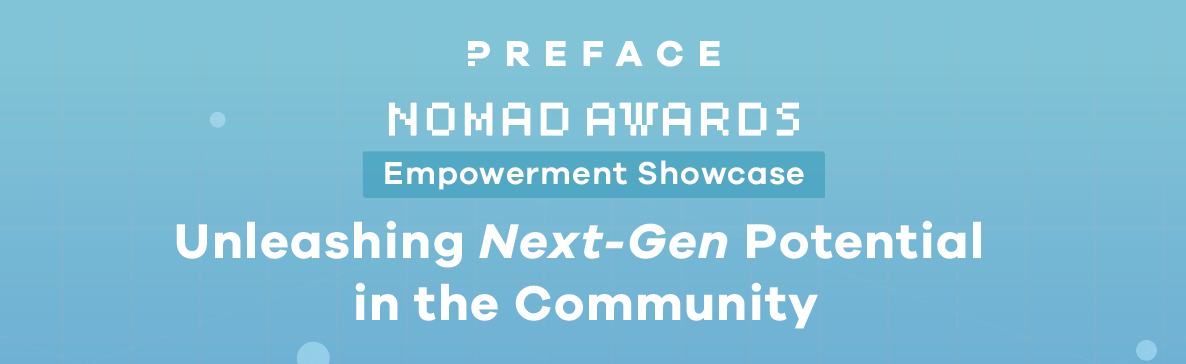 PREFACE
NOMAD AWARDS
Empowerment Showcase
Unleashing Next-Gen Potential
in the Community